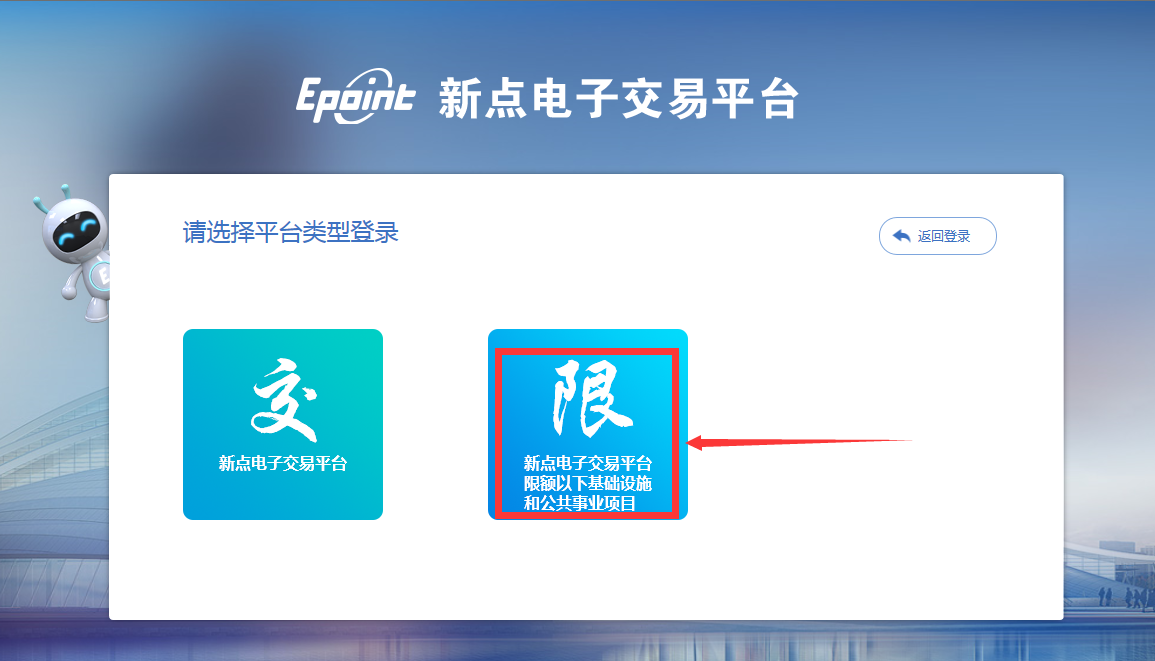 Epoint 新点电子交易平台
请选择平台类型登录
返回登录
E
交
新点电子交易平台
限
新点电子交易平台
限额以下基础设施
和公共事业项目